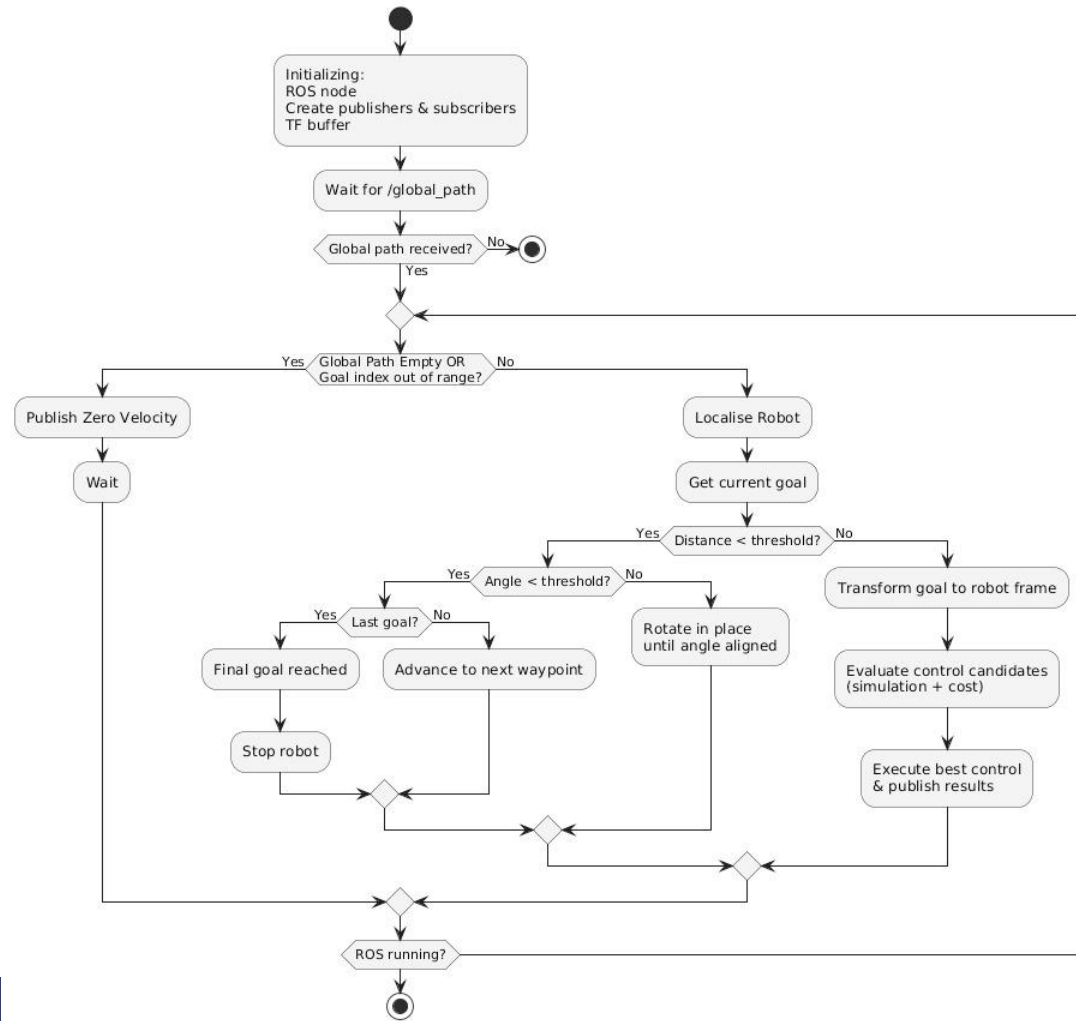 Initializing:
ROS node
Create publishers & subscribers
TF buffer
Wait for /global_path
Global path received?
No
Yes
Yes
Global Path Empty OR
Goal index out of range?
No
Publish Zero Velocity
Wait
Localise Robot
Get current goal
Yes
Distance < threshold?
No
Yes
Angle < threshold?
No
Yes
Last goal?
No
Final goal reached
Stop robot
Advance to next waypoint
Rotate in place
until angle aligned
Transform goal to robot frame
Evaluate control candidates
(simulation + cost)
Execute best control
& publish results
ROS running?